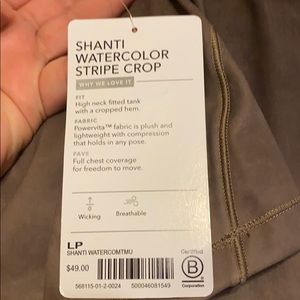 SHANTI
WATERCOLOR
STRIPE CROP
WHY WE LOVE IT
FIT
High neck fitted tank
with a cropped hem.
FABRIC
Powervita™ fabric is plush and
lightweight with compression
that holds in any pose.
FAVE
Full chest coverage
for freedom to move.
Wicking
Breathable
LP
SHANTI WATERCOMTMU
$49.00
568115-01-2-0024
500046081549
Certified
B
Corporation